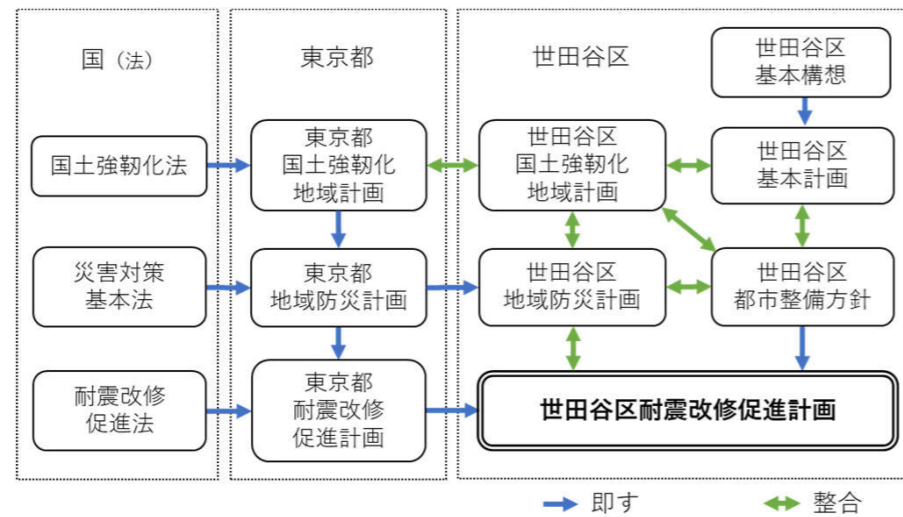 国（法）
東京都
世田谷区
世田谷区
基本構想
国土強靱化法
東京都
国土強靱化
地域計画
世田谷区
国土強靱化
地域計画
世田谷区
基本計画
災害対策
基本法
東京都
地域防災計画
世田谷区
地域防災計画
世田谷区
都市整備方針
耐震改修
促進法
東京都
耐震改修
促進計画
世田谷区耐震改修促進計画
即す
整合